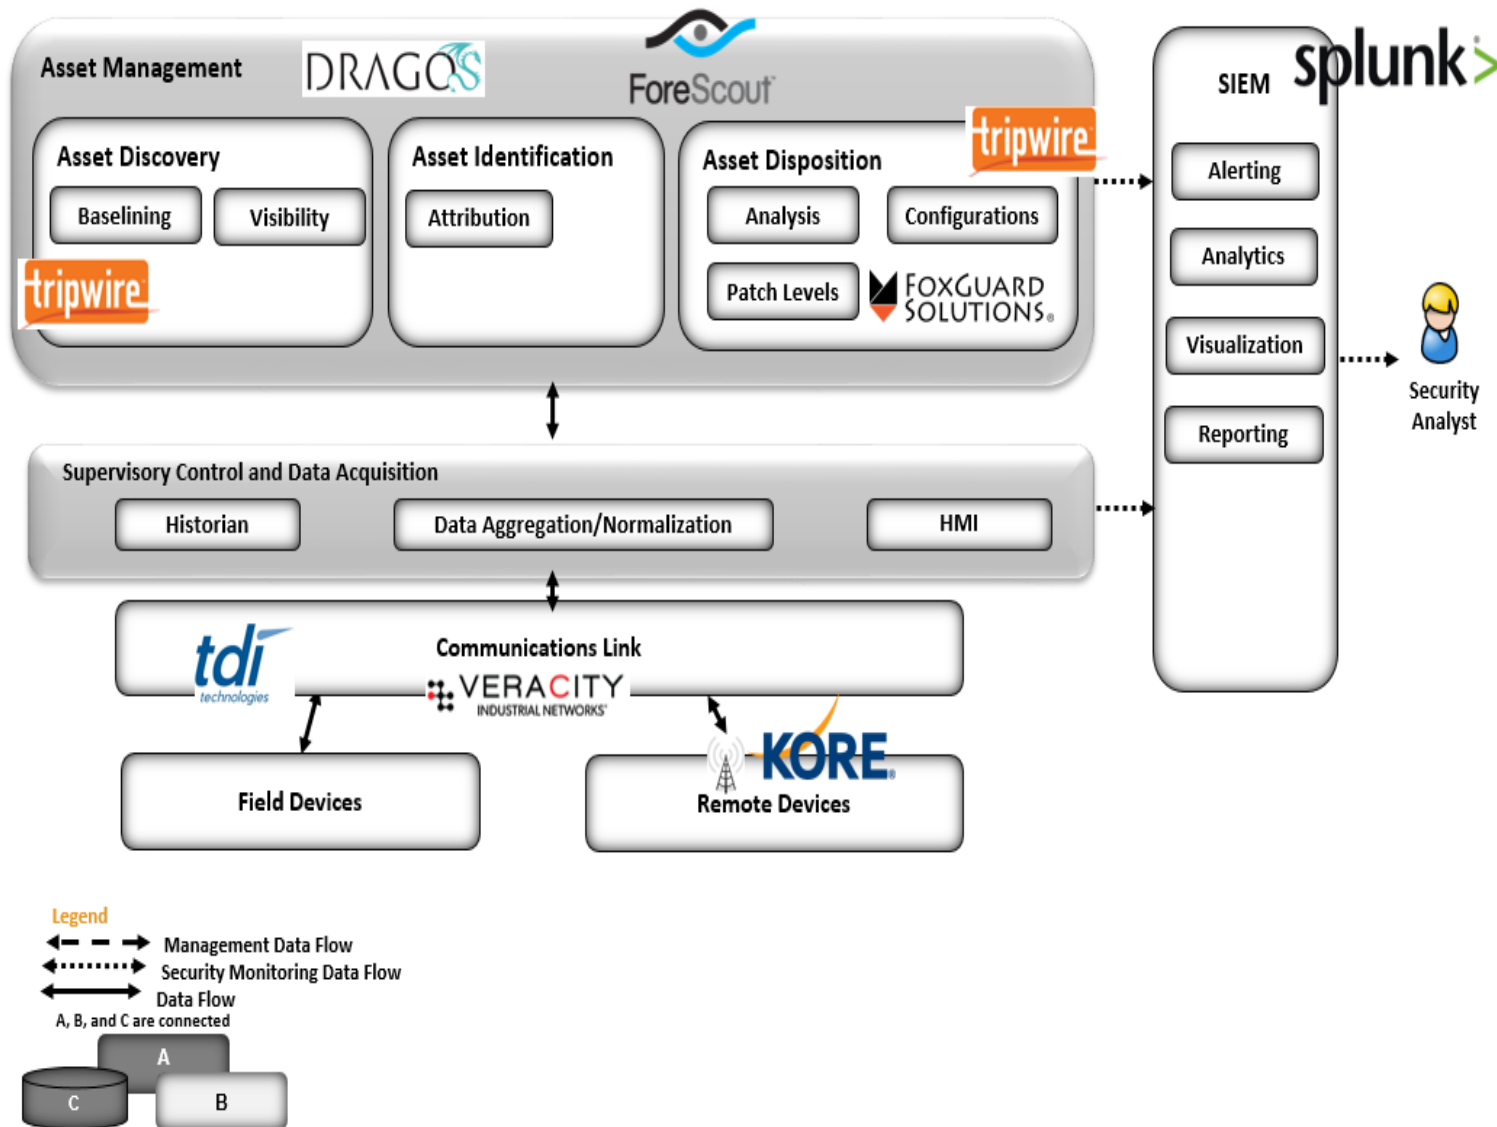 Asset Management
DRAGOS
ForeScout
SIEM
splunk>
Asset Discovery
Asset Identification
Asset Disposition
tripwire
Baselining
Visibility
Attribution
Analysis
Configurations
Alerting
tripwire
Patch Levels
FOXGUARD
SOLUTIONS®
Analytics
Visualization
Security
Analyst
Reporting
Supervisory Control and Data Acquisition
Historian
Data Aggregation/Normalization
HMI
tdi
technologies
Communications Link
VERACITY
INDUSTRIAL NETWORKS
KORE®
Field Devices
Remote Devices
Legend
Management Data Flow
Security Monitoring Data Flow
Data Flow
A, B, and C are connected
A
C
B